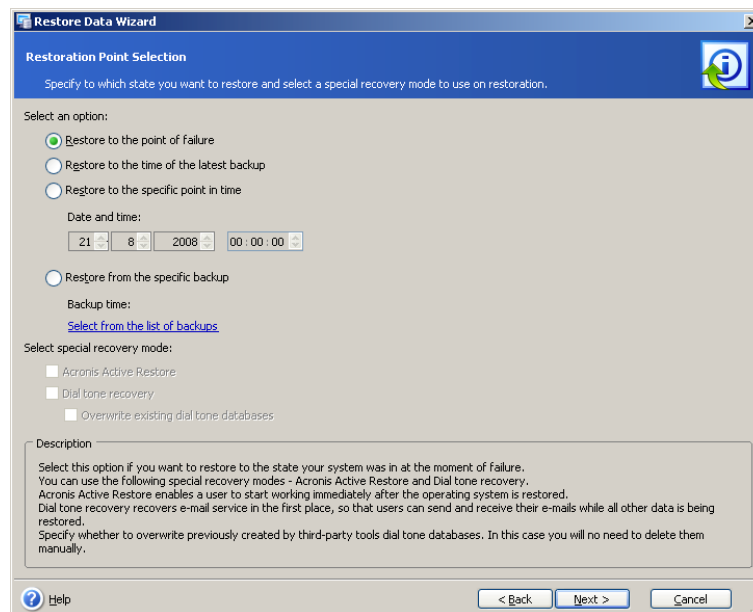 Restore Data Wizard
Restoration Point Selection
Specify to which state you want to restore and select a special recovery mode to use on restoration.
Select an option:
Restore to the point of failure
Restore to the time of the latest backup
Restore to the specific point in time
Date and time:
21 8 2008 00:00:00
Restore from the specific backup
Backup time:
Select from the list of backups
Select special recovery mode:
Acronis Active Restore
Dial tone recovery
Overwrite existing dial tone databases
Description
Select this option if you want to restore to the state your system was in at the moment of failure.
You can use the following special recovery modes - Acronis Active Restore and Dial tone recovery.
Acronis Active Restore enables a user to start working immediately after the operating system is restored.
Dial tone recovery recovers e-mail service in the first place, so that users can send and receive their e-mails while all other data is being
restored.
Specify whether to overwrite previously created by third-party tools dial tone databases. In this case you will no need to delete them
manually.
Help < Back Next > Cancel